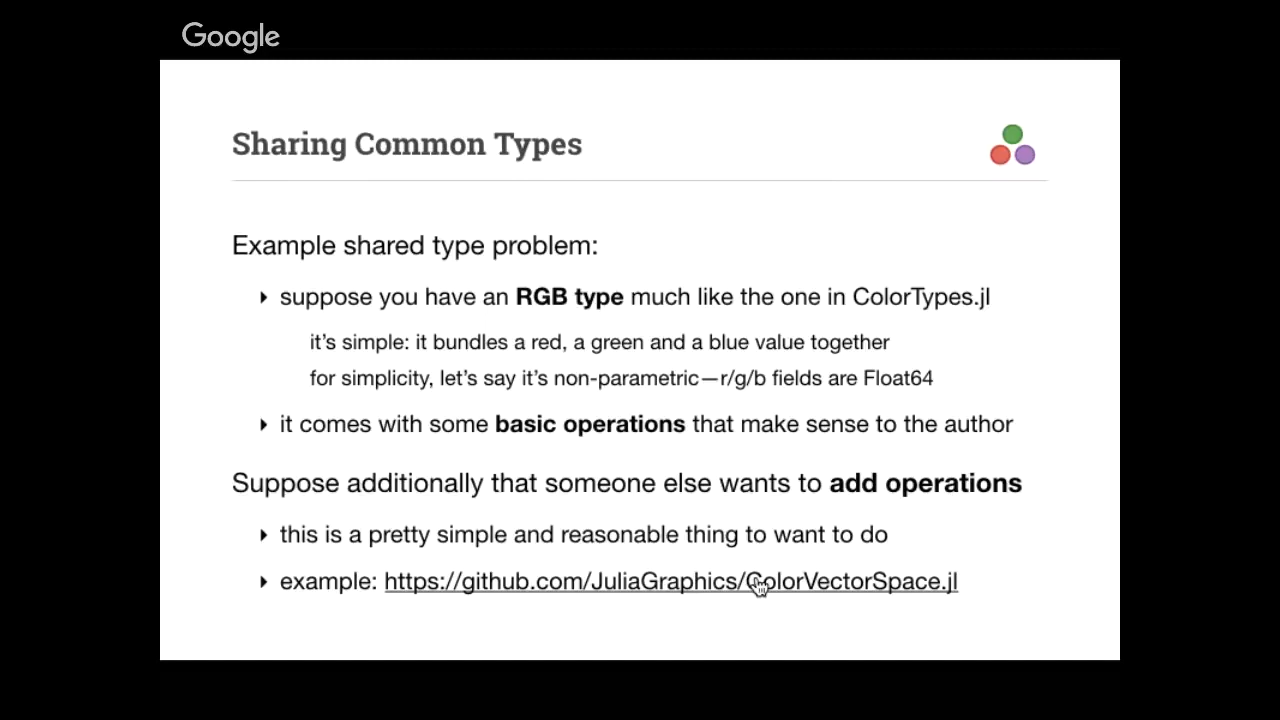 Google
Sharing Common Types
Example shared type problem:
suppose you have an RGB type much like the one in ColorTypes.jl
it’s simple: it bundles a red, a green and a blue value together
for simplicity, let’s say it’s non-parametric—r/g/b fields are Float64
it comes with some basic operations that make sense to the author
Suppose additionally that someone else wants to add operations
this is a pretty simple and reasonable thing to want to do
example: https://github.com/JuliaGraphics/ColorVectorSpace.jl